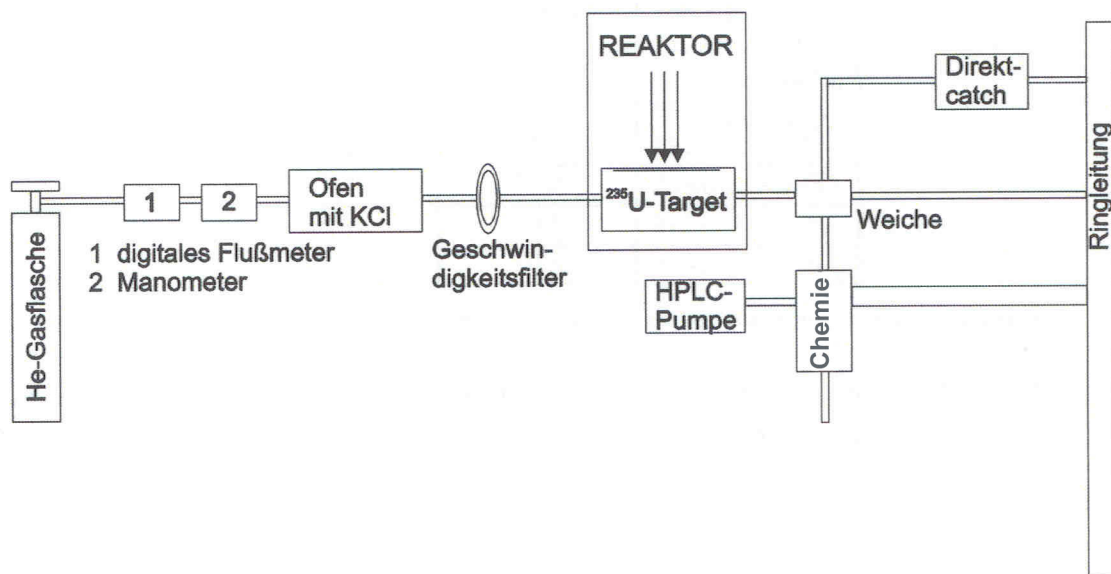 REAKTOR
Direkt-
catch
Ringleitung
1
2
Ofen
mit KCl
²³⁵U-Target
Weiche
1 digitales Flußmeter
2 Manometer
Geschwin-
digkeitsfilter
He-Gasflasche
HPLC-
Pumpe
Chemie